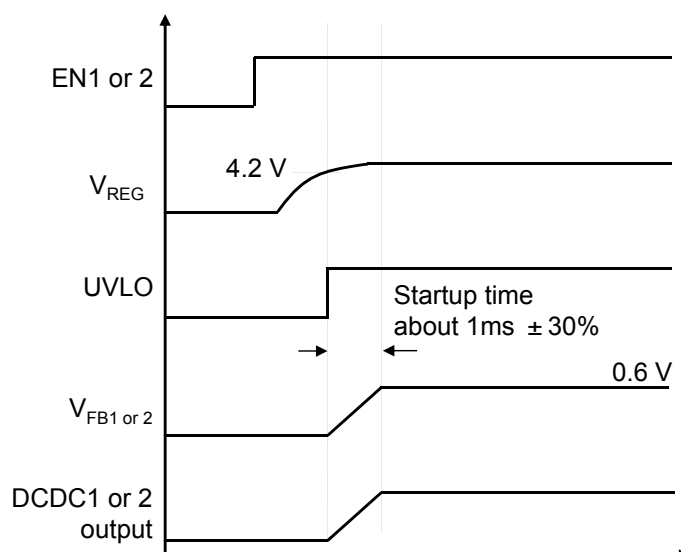 EN1 or 2
4.2 V
VREG
UVLO
Startup time
about 1ms ± 30%
0.6 V
VFB1 or 2
DCDC1 or 2
output